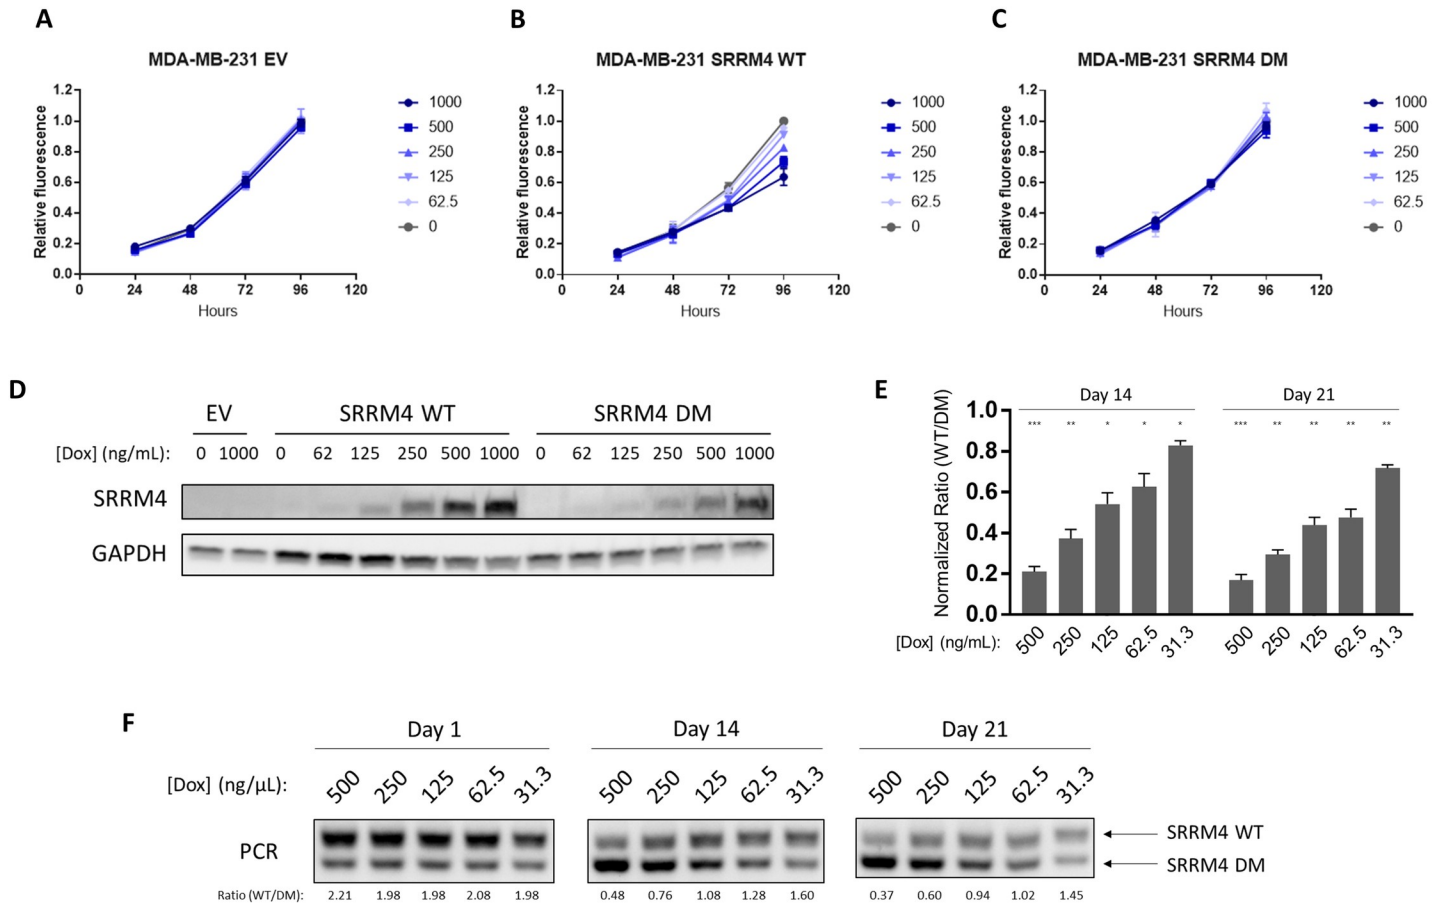 A
B
C
MDA-MB-231 EV
MDA-MB-231 SRRM4 WT
MDA-MB-231 SRRM4 DM
Relative fluorescence
1.2
1.0
0.8
0.6
0.4
0.2
0.0
0 24 48 72 96 120
Hours
1000
500
250
125
62.5
0
Relative fluorescence
1.2
1.0
0.8
0.6
0.4
0.2
0.0
0 24 48 72 96 120
Hours
1000
500
250
125
62.5
0
Relative fluorescence
1.2
1.0
0.8
0.6
0.4
0.2
0.0
0 24 48 72 96 120
Hours
1000
500
250
125
62.5
0
D
EV SRRM4 WT SRRM4 DM
[Dox] (ng/mL): 0 1000 0 62 125 250 500 1000 0 62 125 250 500 1000
SRRM4
GAPDH
E
Day 14 Day 21
*** ** * * * *** ** ** ** **
Normalized Ratio (WT/DM)
1.0
0.8
0.6
0.4
0.2
0.0
[Dox] (ng/mL): 500 250 125 62.5 31.3 500 250 125 62.5 31.3
F
Day 1 Day 14 Day 21
[Dox] (ng/µL): 500 250 125 62.5 31.3 500 250 125 62.5 31.3 500 250 125 62.5 31.3
PCR
SRRM4 WT
SRRM4 DM
Ratio (WT/DM): 2.21 1.98 1.98 2.08 1.98 0.48 0.76 1.08 1.28 1.60 0.37 0.60 0.94 1.02 1.45